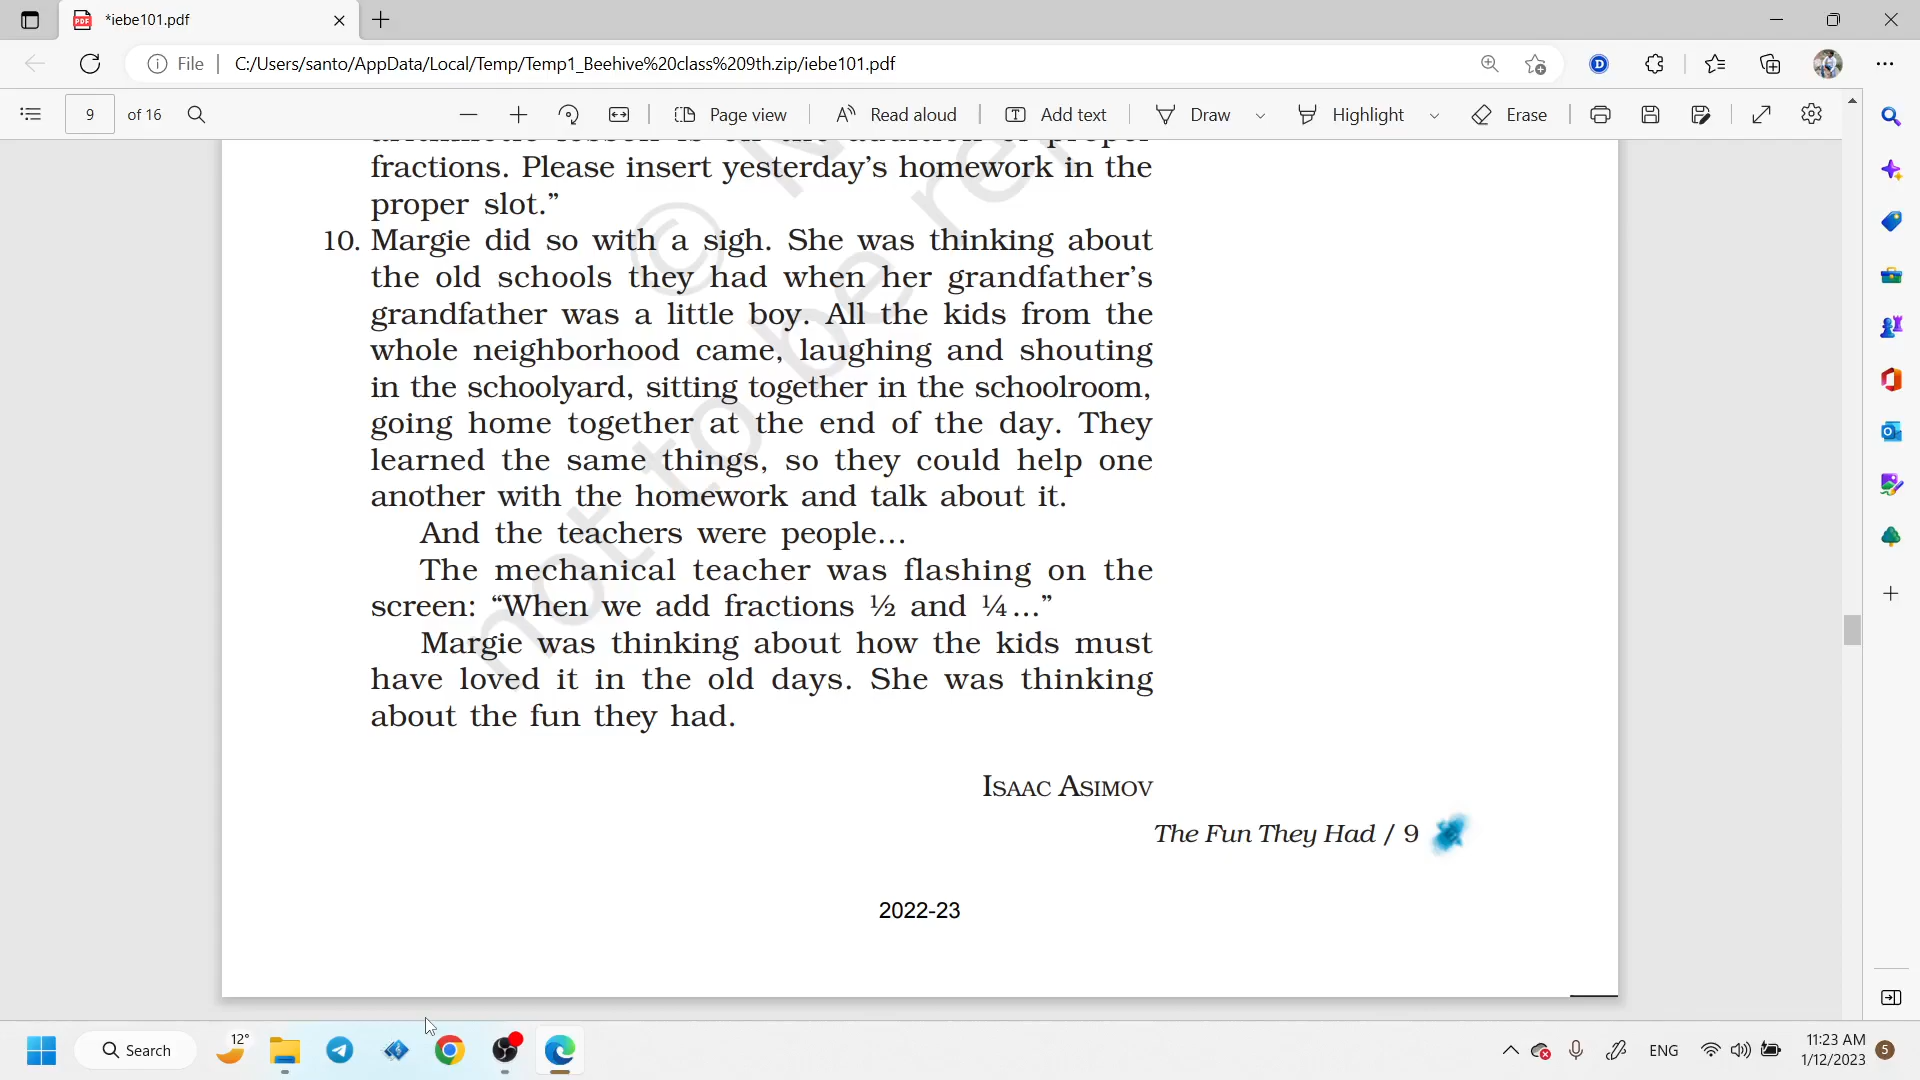 *iebe101.pdf
File
C:/Users/santo/AppData/Local/Temp/Temp1_Beehive%20class%209th.zip/iebe101.pdf
9 of 16
Page view
Read aloud
Add text
Draw
Highlight
Erase
fractions. Please insert yesterday’s homework in the
proper slot.”
10. Margie did so with a sigh. She was thinking about
the old schools they had when her grandfather’s
grandfather was a little boy. All the kids from the
whole neighborhood came, laughing and shouting
in the schoolyard, sitting together in the schoolroom,
going home together at the end of the day. They
learned the same things, so they could help one
another with the homework and talk about it.
And the teachers were people…
The mechanical teacher was flashing on the
screen: “When we add fractions ½ and ¼…”
Margie was thinking about how the kids must
have loved it in the old days. She was thinking
about the fun they had.
Isaac Asimov
The Fun They Had / 9
2022-23
© N
not to be re
Search
12°
ENG
11:23 AM
1/12/2023
5